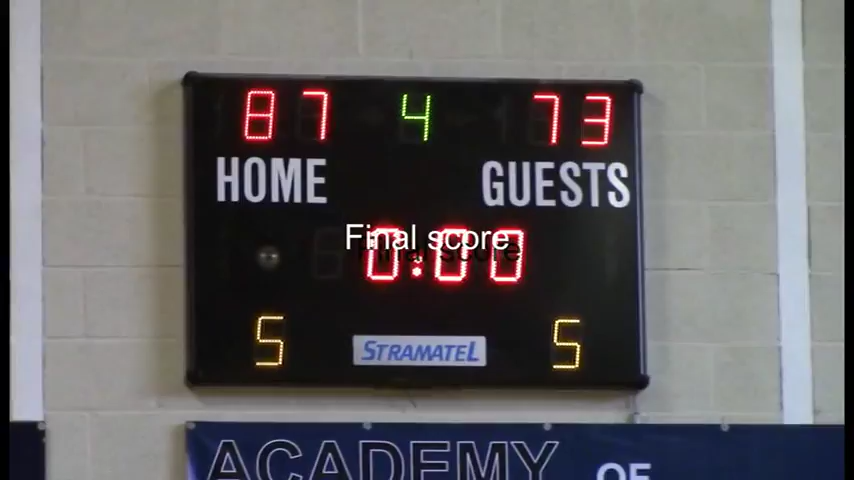 87 4 73
HOME GUESTS
Final score
0:00
5 5
STRAMATEL
ACADEMY OF